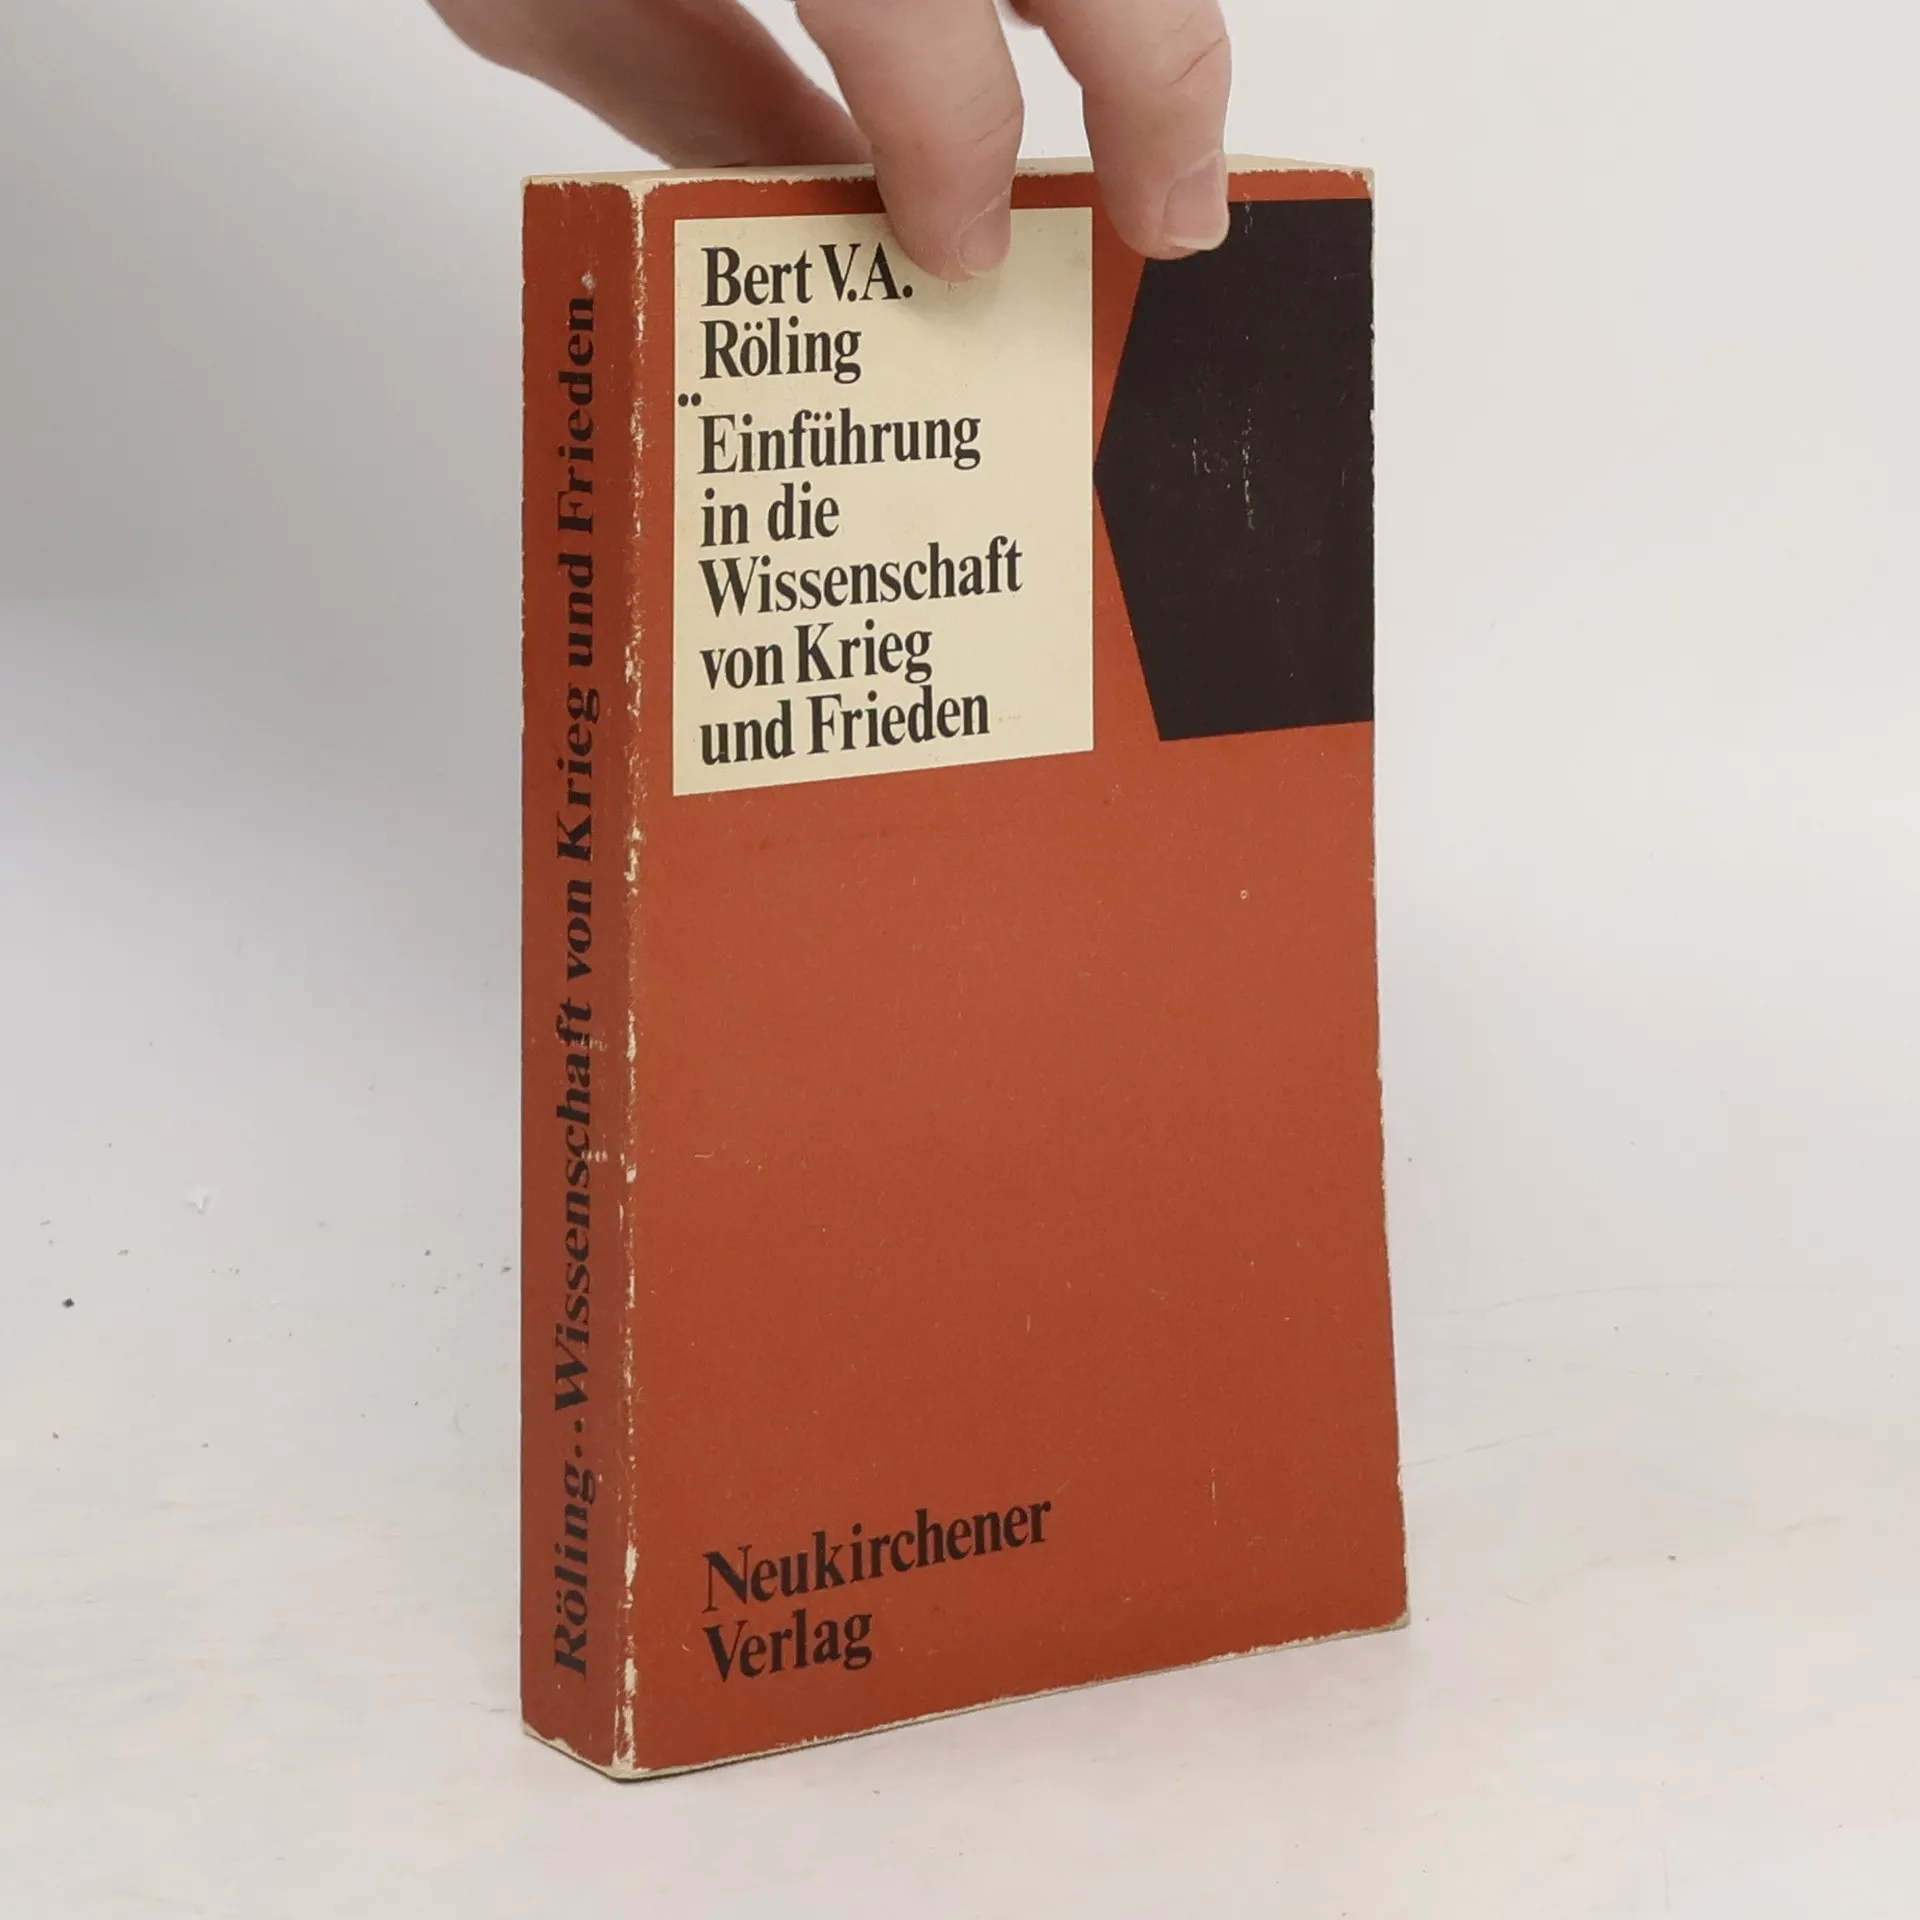 Röling..Wissenschaft von Krieg und Frieden.
Bert V.A.
Röling
..
Einführung
in die
Wissenschaft
von Krieg
und Frieden
Neukirchener
Verlag